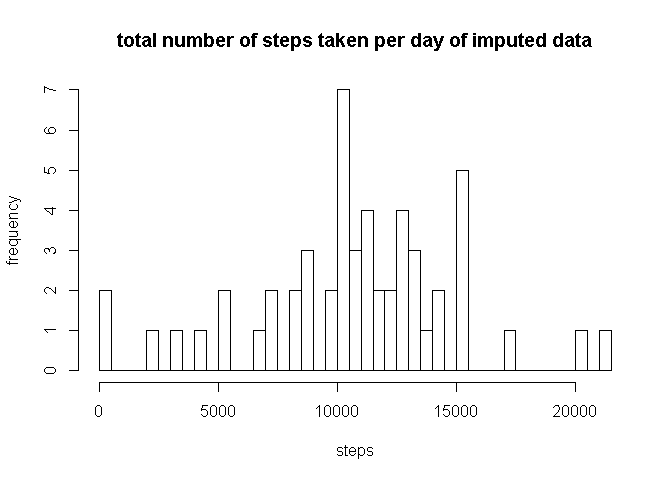 total number of steps taken per day of imputed data
7
6
5
4
3
2
1
0
frequency
0 5000 10000 15000 20000
steps